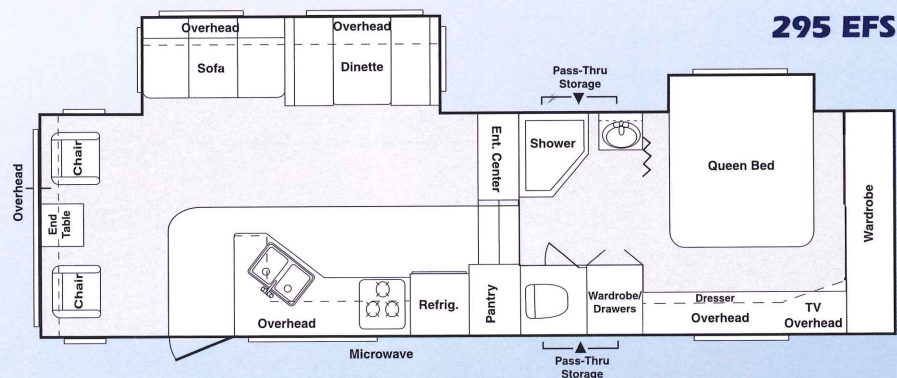 295 EFS
Overhead
Overhead
Sofa
Dinette
Pass-Thru
Storage
Chair
Overhead
End
Table
Chair
Ent. Center
Shower
Queen Bed
Wardrobe
Overhead
Refrig.
Pantry
Wardrobe/
Drawers
Dresser
Overhead
TV
Overhead
Microwave
Pass-Thru
Storage